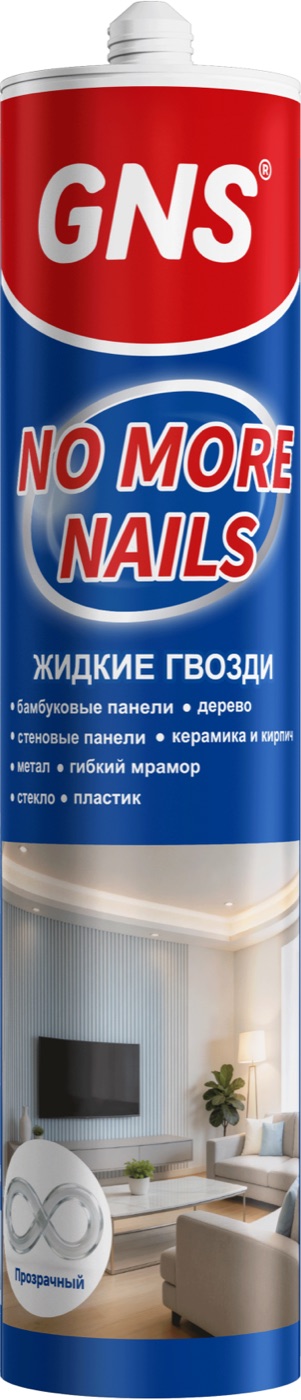 GNS®
NO MORE
NAILS
ЖИДКИЕ ГВОЗДИ
•бамбуковые панели • дерево
•стеновые панели • керамика и кирпич
•метал • гибкий мрамор
•стекло • пластик
Прозрачный